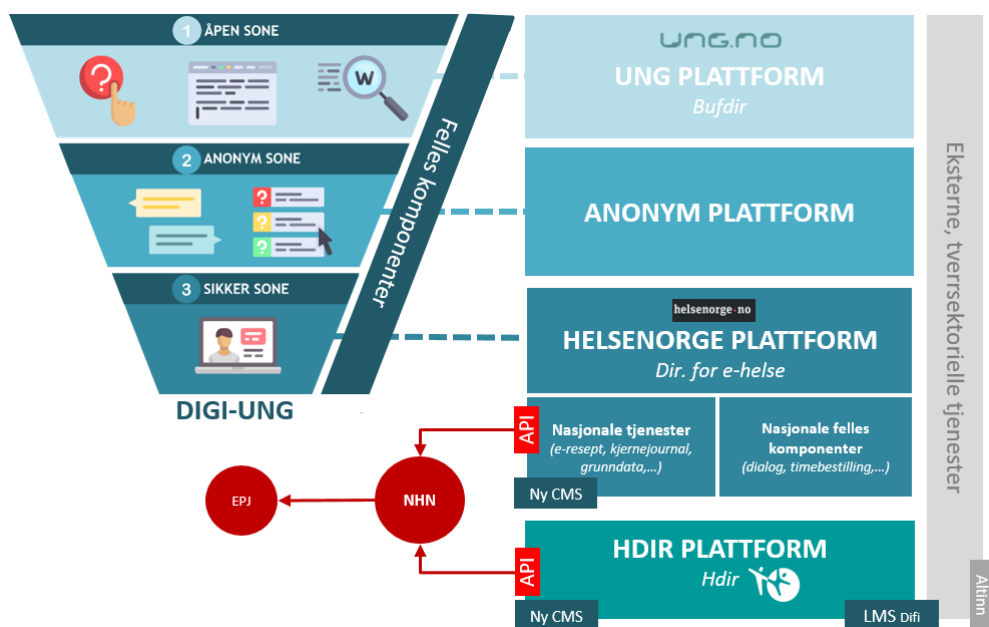 1 ÅPEN SONE
?
W
2 ANONYM SONE
?
?
?
3 SIKKER SONE
DIGI-UNG
Felles komponenter
ung.no
UNG PLATTFORM
Bufdir
ANONYM PLATTFORM
helsenorge.no
HELSENORGE PLATTFORM
Dir. for e-helse
API
Nasjonale tjenester
(e-resept, kjernejournal,
grunndata,...)
Nasjonale felles
komponenter
(dialog, timebestilling,...)
Ny CMS
EPJ
NHN
HDIR PLATTFORM
Hdir
API
Ny CMS
LMS Difi
Eksterne, tverrsektorielle tjenester
Altinn